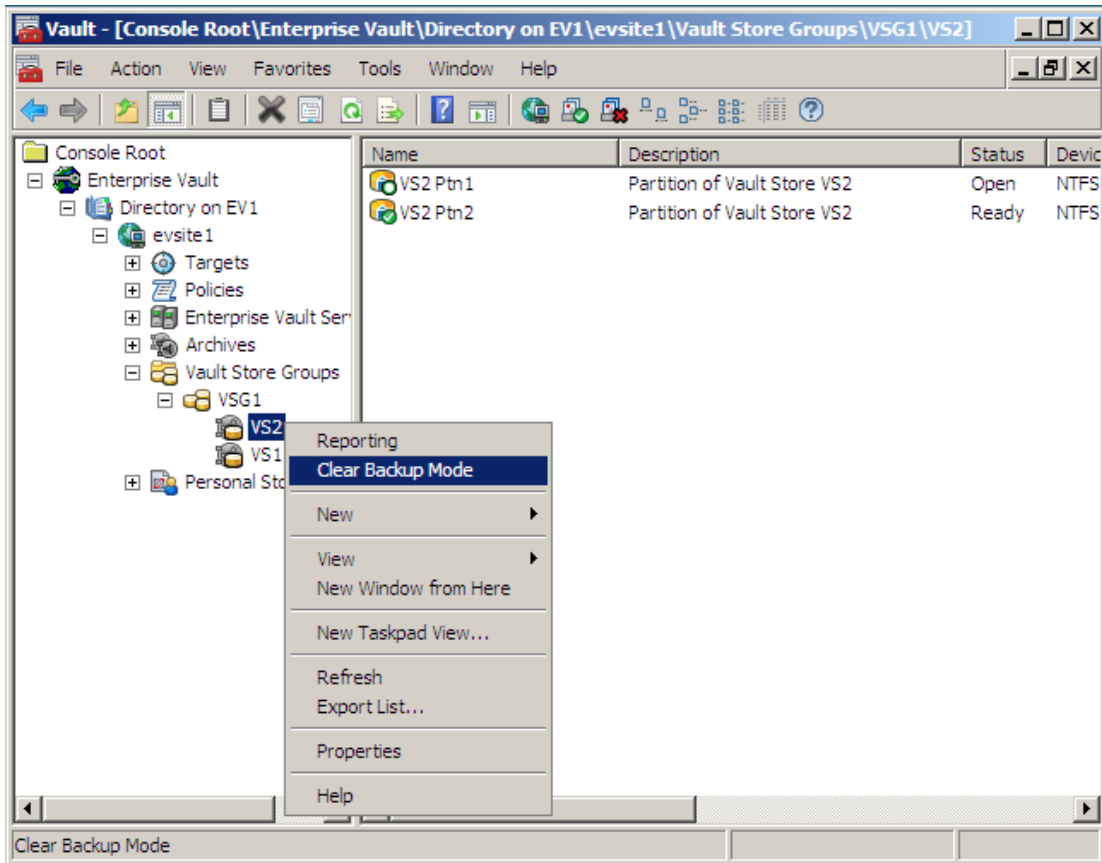 Vault - [Console Root\Enterprise Vault\Directory on EV1\evsite1\Vault Store Groups\VSG1\VS2]
File Action View Favorites Tools Window Help
Console Root
Enterprise Vault
Directory on EV1
evsite1
Targets
Policies
Enterprise Vault Ser
Archives
Vault Store Groups
VSG1
VS2
VS1
Personal Sto
Name Description Status Devic
VS2 Ptn1 Partition of Vault Store VS2 Open NTFS
VS2 Ptn2 Partition of Vault Store VS2 Ready NTFS
Reporting
Clear Backup Mode
New
View
New Window from Here
New Taskpad View...
Refresh
Export List...
Properties
Help
Clear Backup Mode